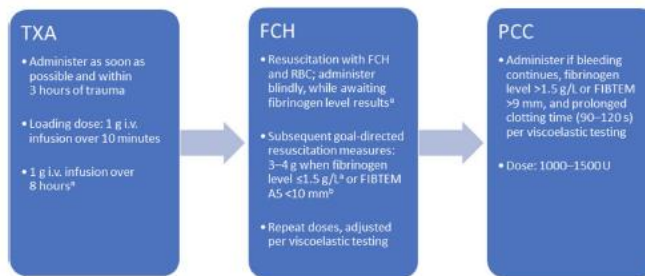 TXA
• Administer as soon as
possible and within
3 hours of trauma
• Loading dose: 1 g i.v.
infusion over 10 minutes
• 1 g i.v. infusion over
8 hoursᵃ
FCH
• Resuscitation with FCH
and RBC; administer
blindly, while awaiting
fibrinogen level resultsᵃ
• Subsequent goal-directed
resuscitation measures:
3–4 g when fibrinogen
level ≤1.5 g/Lᵃ or FIBTEM
A5 <10 mmᵇ
• Repeat doses, adjusted
per viscoelastic testing
PCC
• Administer if bleeding
continues, fibrinogen
level >1.5 g/L or FIBTEM
>9 mm, and prolonged
clotting time (90–120 s)
per viscoelastic testing
• Dose: 1000–1500 U